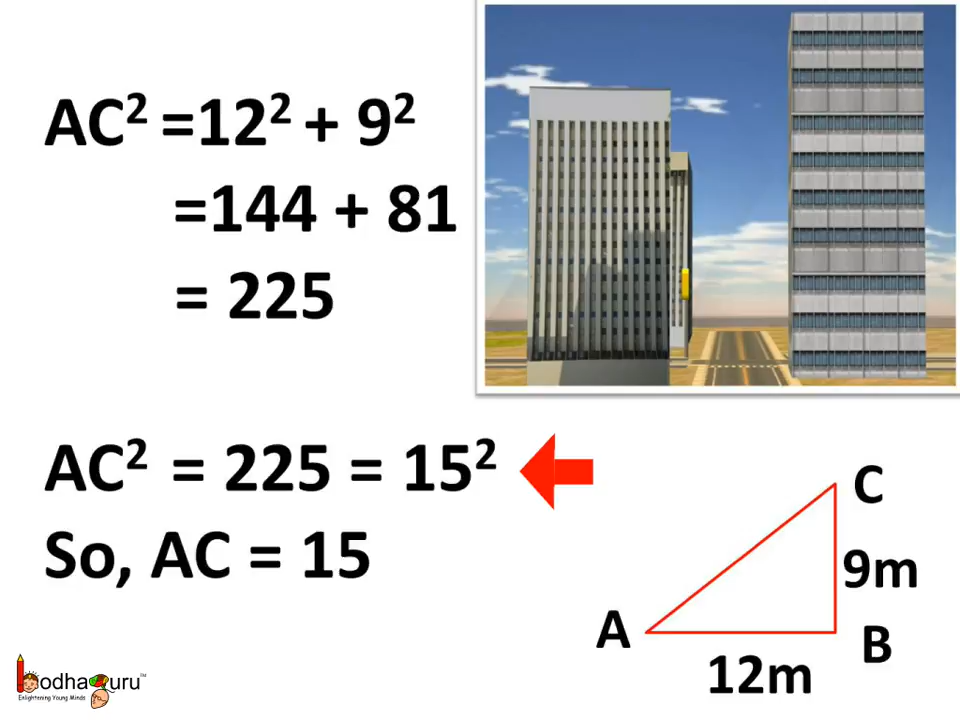 AC² =12² + 9²
=144 + 81
= 225
AC² = 225 = 15²
So, AC = 15
C
9m
A
B
12m
bodhaguru™
Enlightening Young Minds